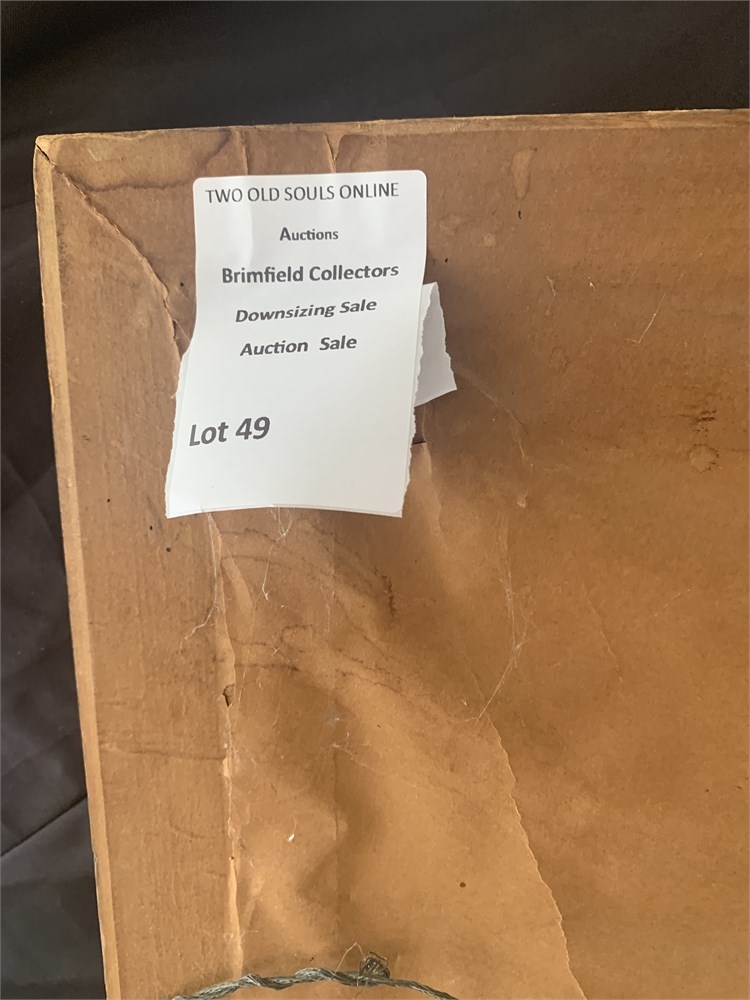 TWO OLD SOULS ONLINE
Auctions
Brimfield Collectors
Downsizing Sale
Auction Sale
Lot 49